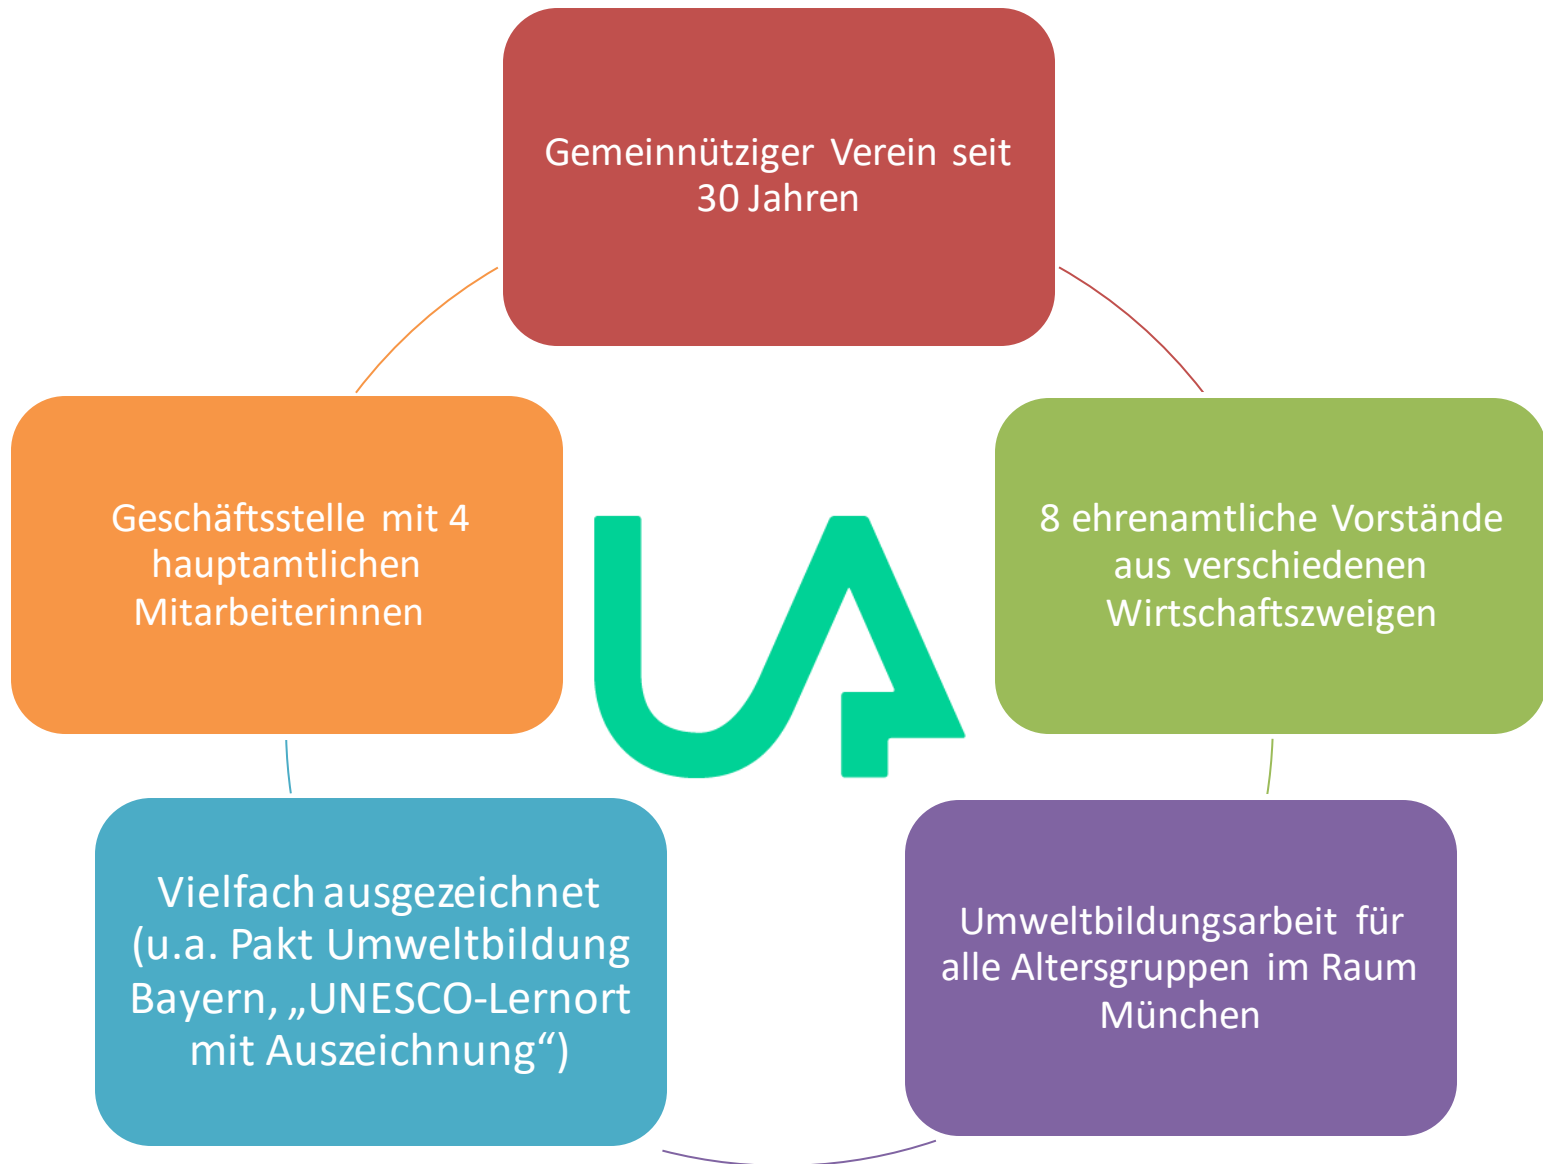 Gemeinnütziger Verein seit
30 Jahren
8 ehrenamtliche Vorstände
aus verschiedenen
Wirtschaftszweigen
Umweltbildungsarbeit für
alle Altersgruppen im Raum
München
Vielfach ausgezeichnet
(u.a. Pakt Umweltbildung
Bayern, „UNESCO-Lernort
mit Auszeichnung“)
Geschäftsstelle mit 4
hauptamtlichen
Mitarbeiterinnen
UA